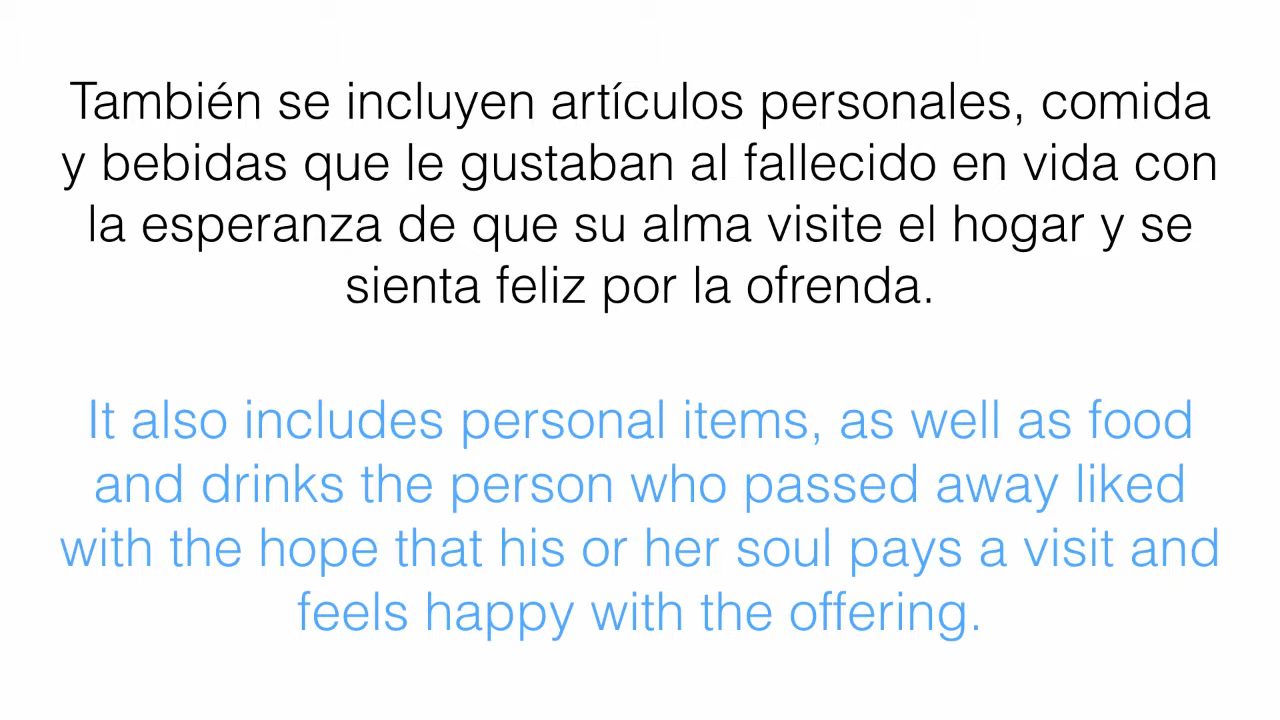 También se incluyen artículos personales, comida
y bebidas que le gustaban al fallecido en vida con
la esperanza de que su alma visite el hogar y se
sienta feliz por la ofrenda.
It also includes personal items, as well as food
and drinks the person who passed away liked
with the hope that his or her soul pays a visit and
feels happy with the offering.